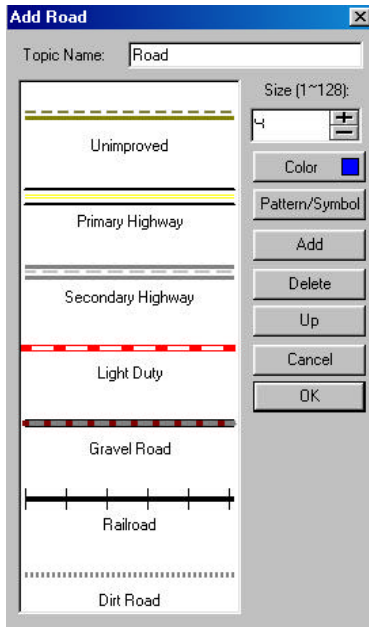 Add Road
Topic Name: Road
Size (1~128):
4
Unimproved
Color
Primary Highway
Pattern/Symbol
Add
Secondary Highway
Delete
Up
Light Duty
Cancel
OK
Gravel Road
Railroad
Dirt Road